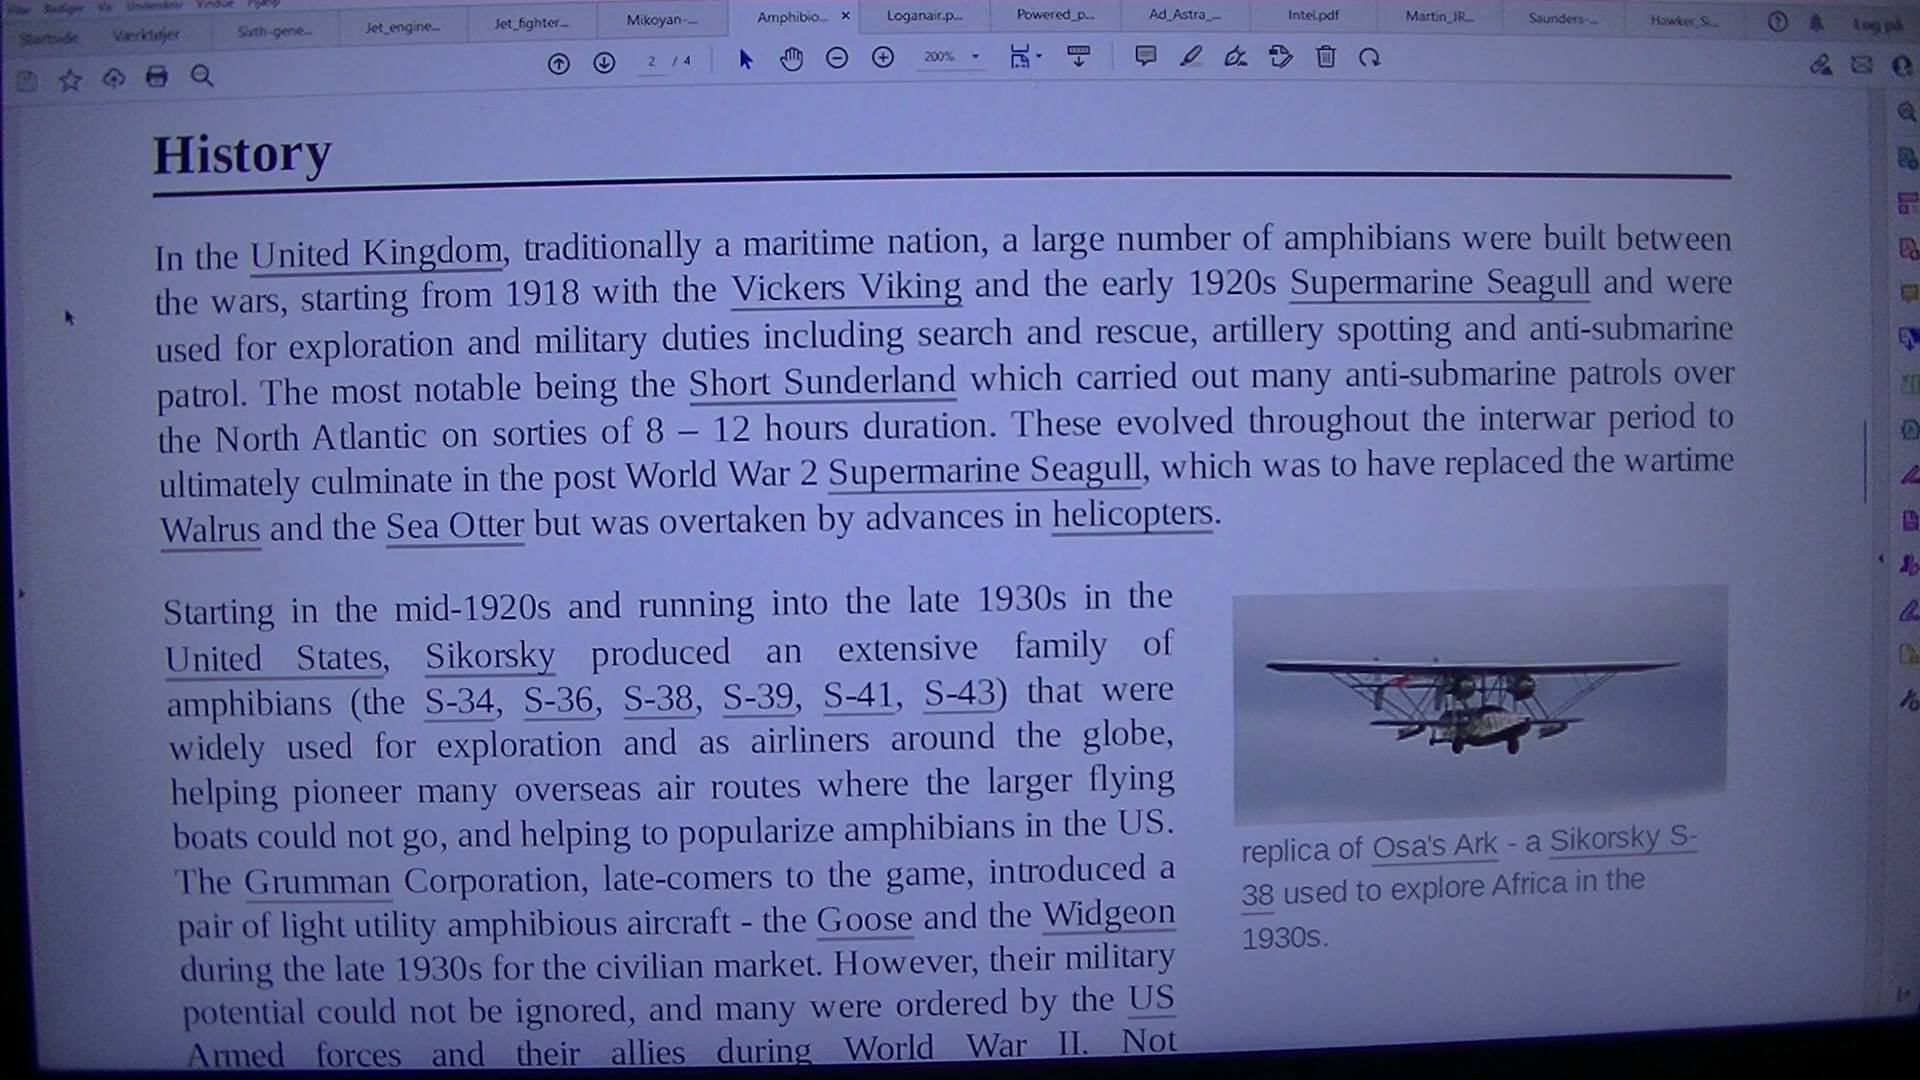 Filer Rediger Vis Underskriv Vindue Hjælp
Startside Værktøjer Sixth-gene... Jet_engine... Jet_fighter... Mikoyan-... Amphibio... × Loganair.p... Powered_p... Ad_Astra_... Intel.pdf Martin_JR... Saunders-... Hawker_Si... Log på
2 / 4 200%
History
In the United Kingdom, traditionally a maritime nation, a large number of amphibians were built between
the wars, starting from 1918 with the Vickers Viking and the early 1920s Supermarine Seagull and were
used for exploration and military duties including search and rescue, artillery spotting and anti-submarine
patrol. The most notable being the Short Sunderland which carried out many anti-submarine patrols over
the North Atlantic on sorties of 8 – 12 hours duration. These evolved throughout the interwar period to
ultimately culminate in the post World War 2 Supermarine Seagull, which was to have replaced the wartime
Walrus and the Sea Otter but was overtaken by advances in helicopters.
Starting in the mid-1920s and running into the late 1930s in the
United States, Sikorsky produced an extensive family of
amphibians (the S-34, S-36, S-38, S-39, S-41, S-43) that were
widely used for exploration and as airliners around the globe,
helping pioneer many overseas air routes where the larger flying
boats could not go, and helping to popularize amphibians in the US.
The Grumman Corporation, late-comers to the game, introduced a
pair of light utility amphibious aircraft - the Goose and the Widgeon
during the late 1930s for the civilian market. However, their military
potential could not be ignored, and many were ordered by the US
Armed forces and their allies during World War II. Not
replica of Osa's Ark - a Sikorsky S-
38 used to explore Africa in the
1930s.